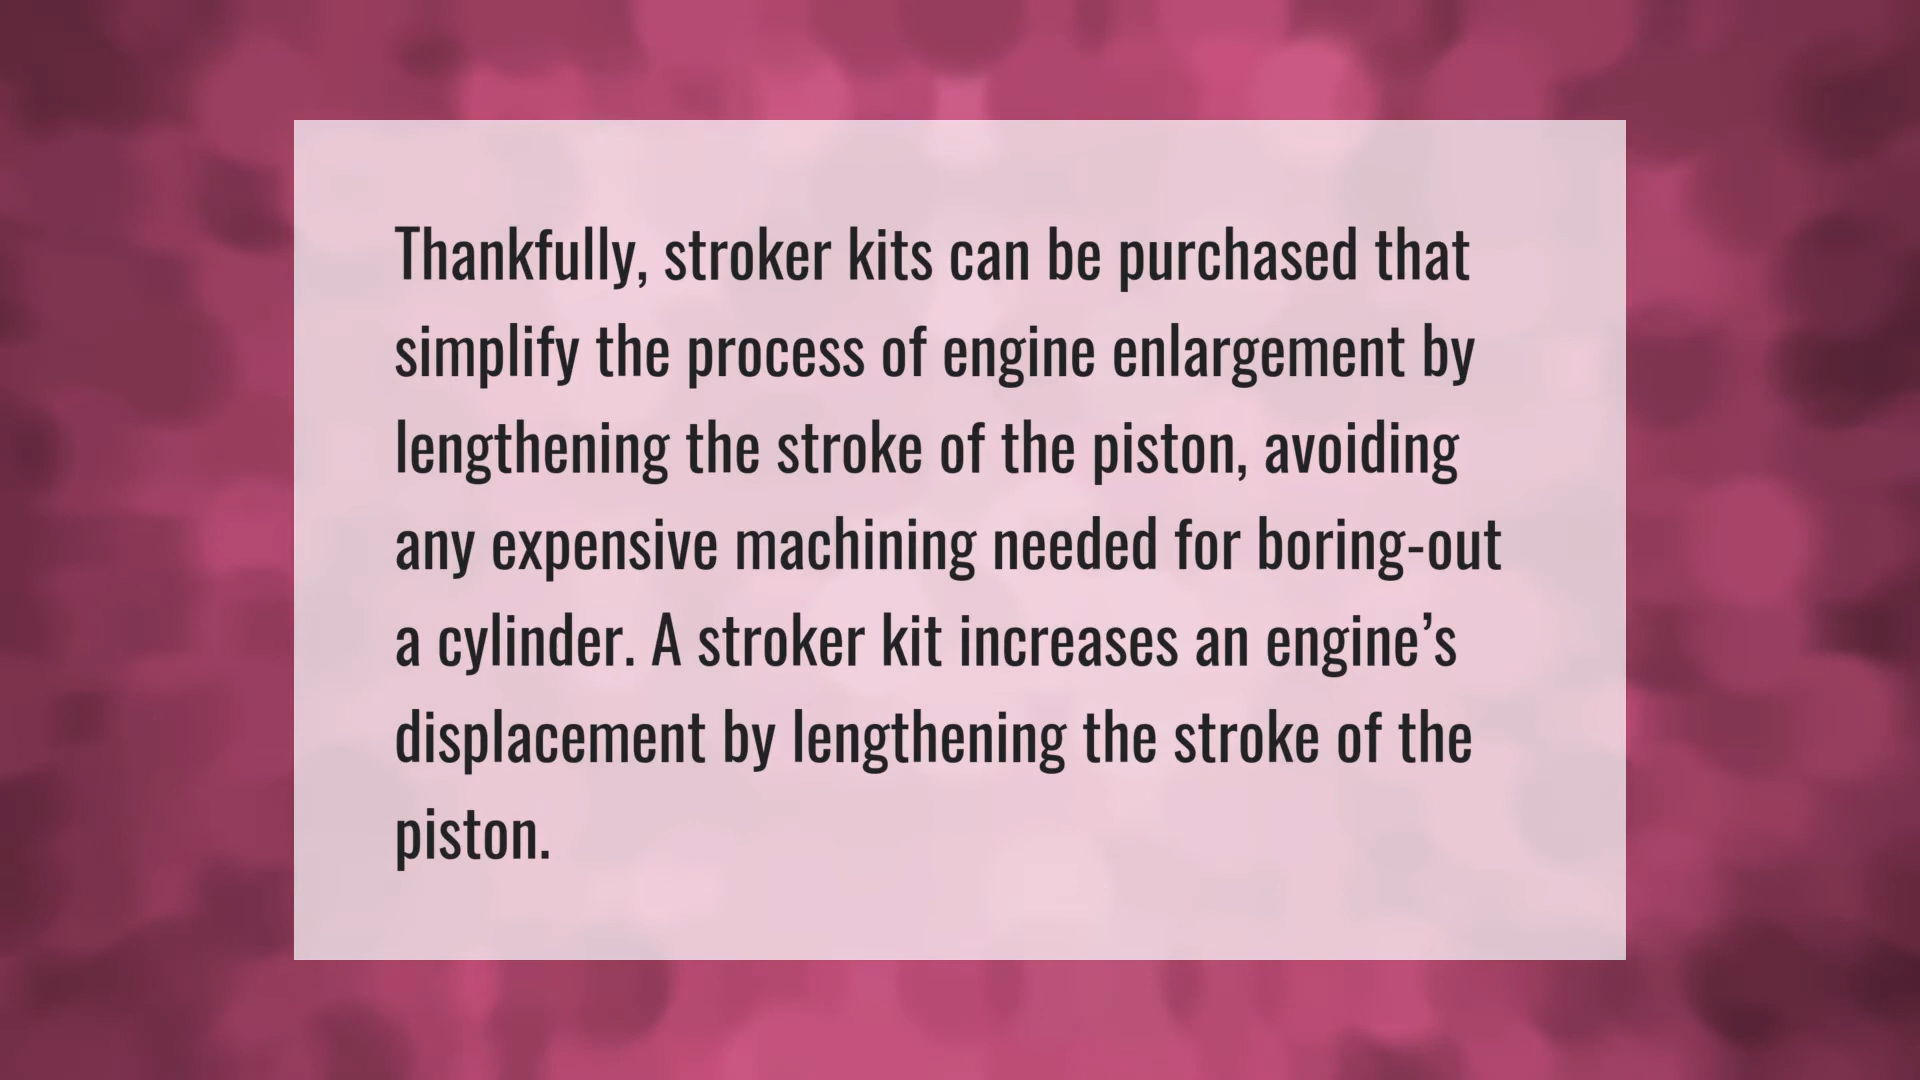 Thankfully, stroker kits can be purchased that
simplify the process of engine enlargement by
lengthening the stroke of the piston, avoiding
any expensive machining needed for boring-out
a cylinder. A stroker kit increases an engine’s
displacement by lengthening the stroke of the
piston.